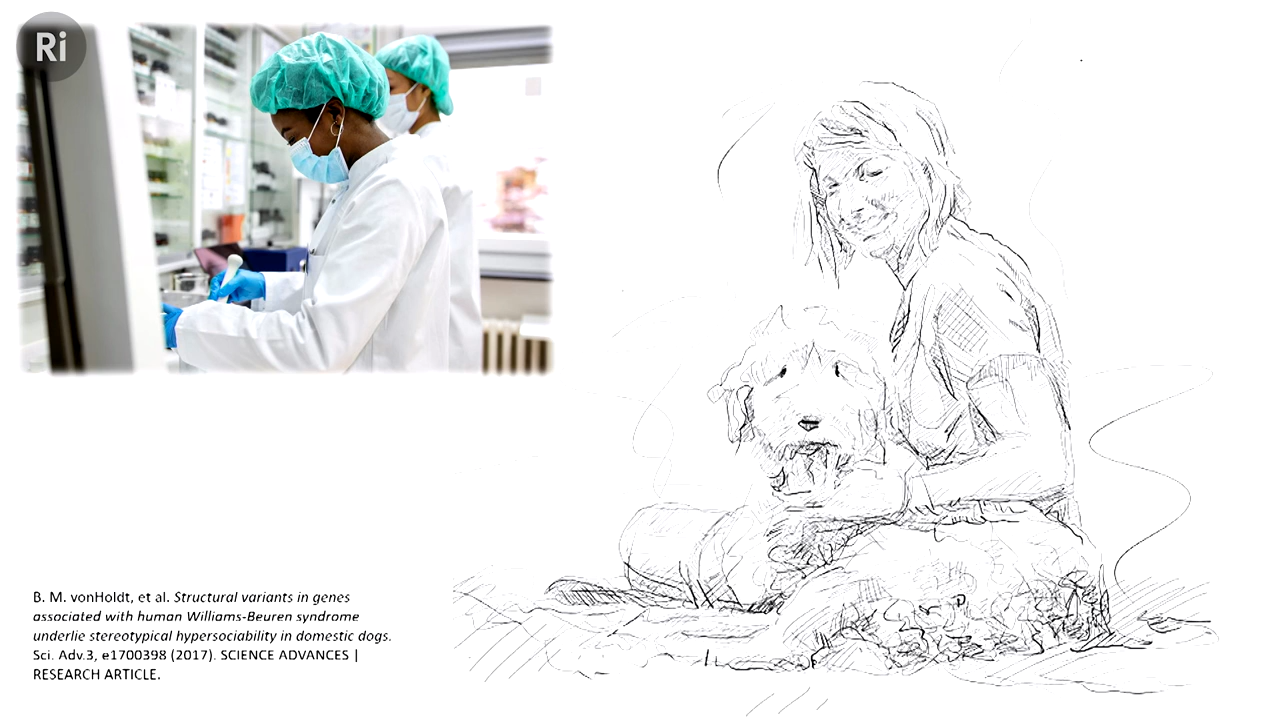 Ri
B. M. vonHoldt, et al. Structural variants in genes
associated with human Williams-Beuren syndrome
underlie stereotypical hypersociability in domestic dogs.
Sci. Adv.3, e1700398 (2017). SCIENCE ADVANCES |
RESEARCH ARTICLE.